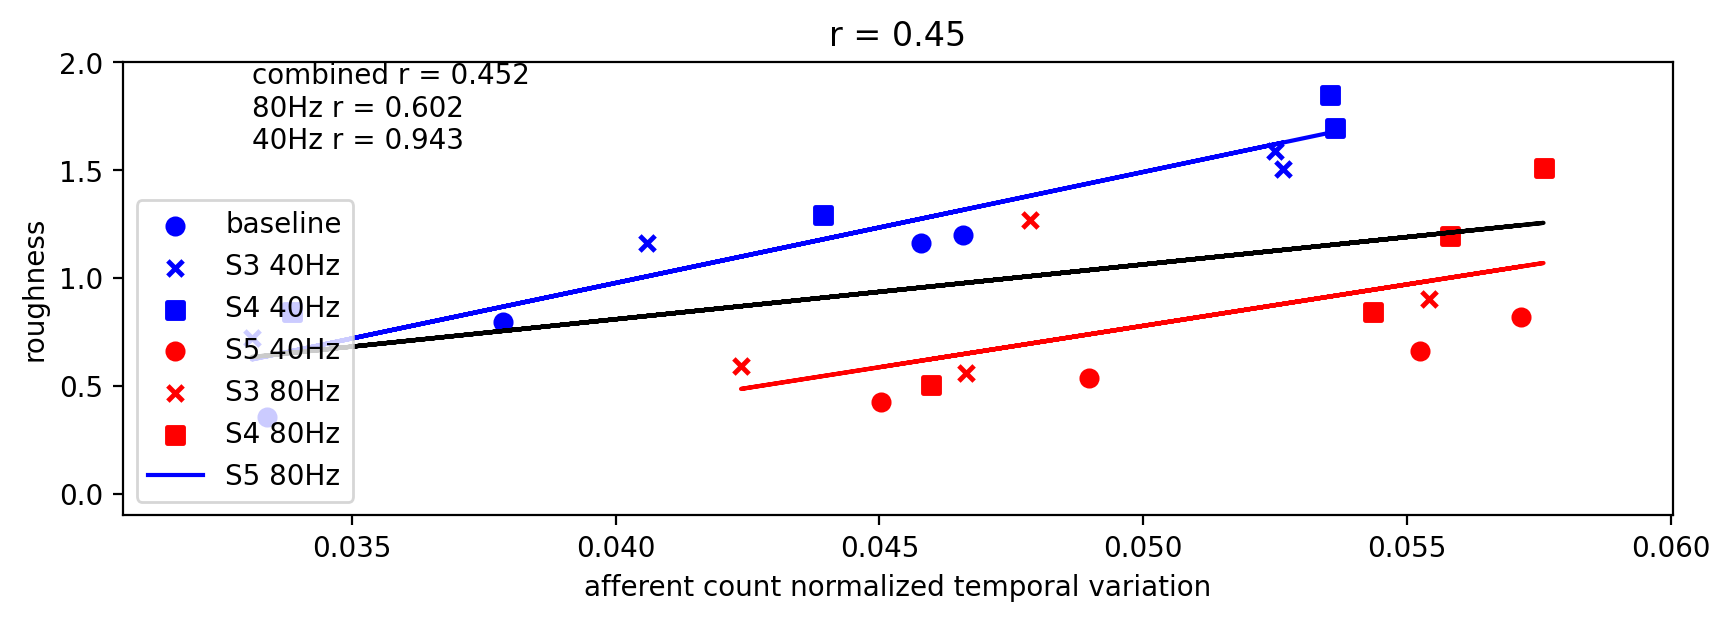 r = 0.45
combined r = 0.452
80Hz r = 0.602
40Hz r = 0.943
2.0
1.5
1.0
0.5
0.0
roughness
baseline
S3 40Hz
S4 40Hz
S5 40Hz
S3 80Hz
S4 80Hz
S5 80Hz
0.035 0.040 0.045 0.050 0.055 0.060
afferent count normalized temporal variation